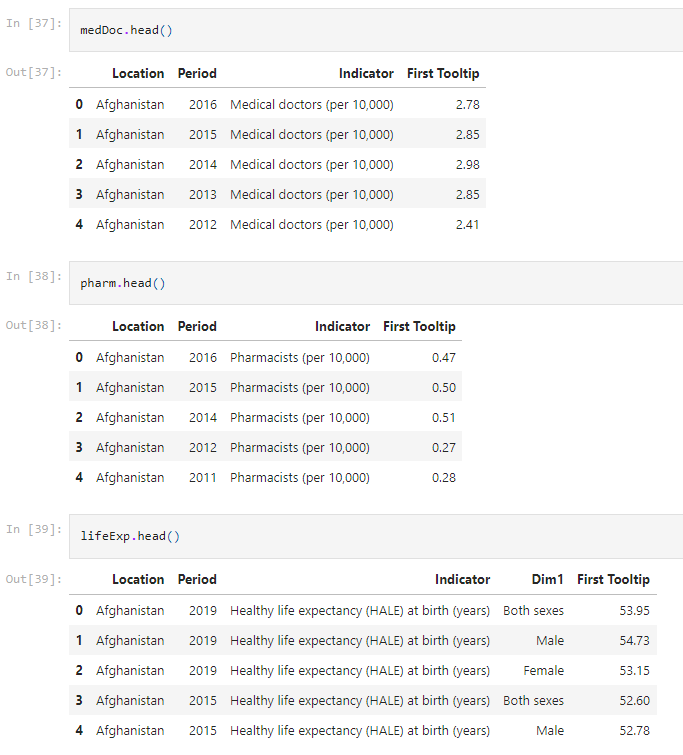 In [37]: medDoc.head()
Out[37]: Location Period Indicator First Tooltip
0 Afghanistan 2016 Medical doctors (per 10,000) 2.78
1 Afghanistan 2015 Medical doctors (per 10,000) 2.85
2 Afghanistan 2014 Medical doctors (per 10,000) 2.98
3 Afghanistan 2013 Medical doctors (per 10,000) 2.85
4 Afghanistan 2012 Medical doctors (per 10,000) 2.41
In [38]: pharm.head()
Out[38]: Location Period Indicator First Tooltip
0 Afghanistan 2016 Pharmacists (per 10,000) 0.47
1 Afghanistan 2015 Pharmacists (per 10,000) 0.50
2 Afghanistan 2014 Pharmacists (per 10,000) 0.51
3 Afghanistan 2012 Pharmacists (per 10,000) 0.27
4 Afghanistan 2011 Pharmacists (per 10,000) 0.28
In [39]: lifeExp.head()
Out[39]: Location Period Indicator Dim1 First Tooltip
0 Afghanistan 2019 Healthy life expectancy (HALE) at birth (years) Both sexes 53.95
1 Afghanistan 2019 Healthy life expectancy (HALE) at birth (years) Male 54.73
2 Afghanistan 2019 Healthy life expectancy (HALE) at birth (years) Female 53.15
3 Afghanistan 2015 Healthy life expectancy (HALE) at birth (years) Both sexes 52.60
4 Afghanistan 2015 Healthy life expectancy (HALE) at birth (years) Male 52.78